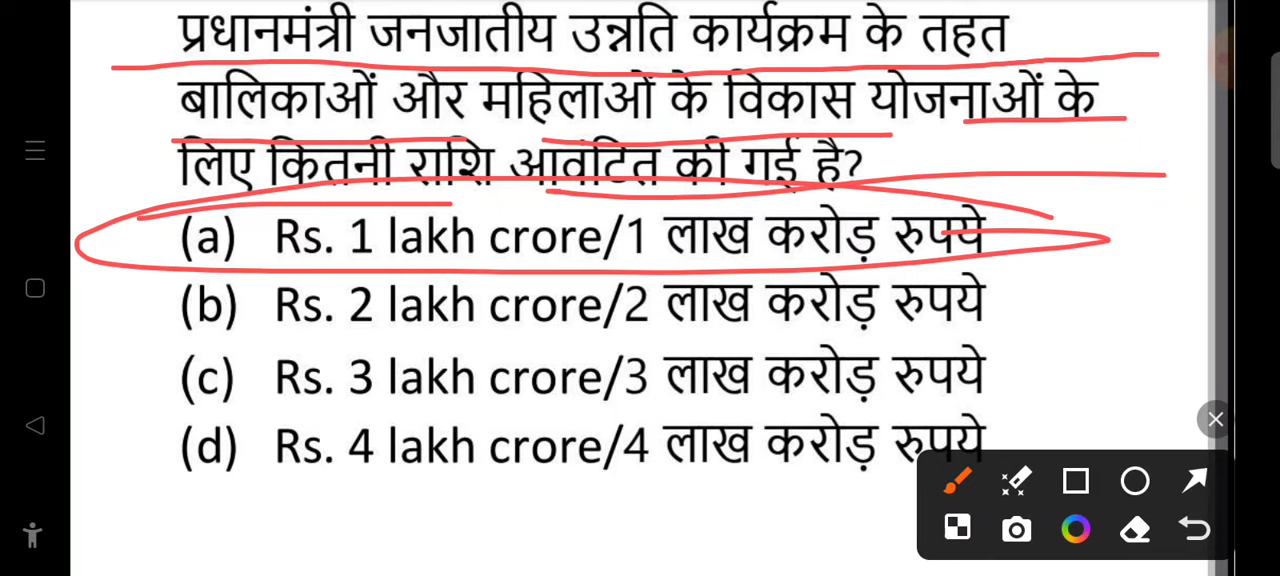 प्रधानमंत्री जनजातीय उन्नति कार्यक्रम के तहत
बालिकाओं और महिलाओं के विकास योजनाओं के
लिए कितनी राशि आवंटित की गई है?
(a) Rs. 1 lakh crore/1 लाख करोड़ रुपये
(b) Rs. 2 lakh crore/2 लाख करोड़ रुपये
(c) Rs. 3 lakh crore/3 लाख करोड़ रुपये
(d) Rs. 4 lakh crore/4 लाख करोड़ रुपये